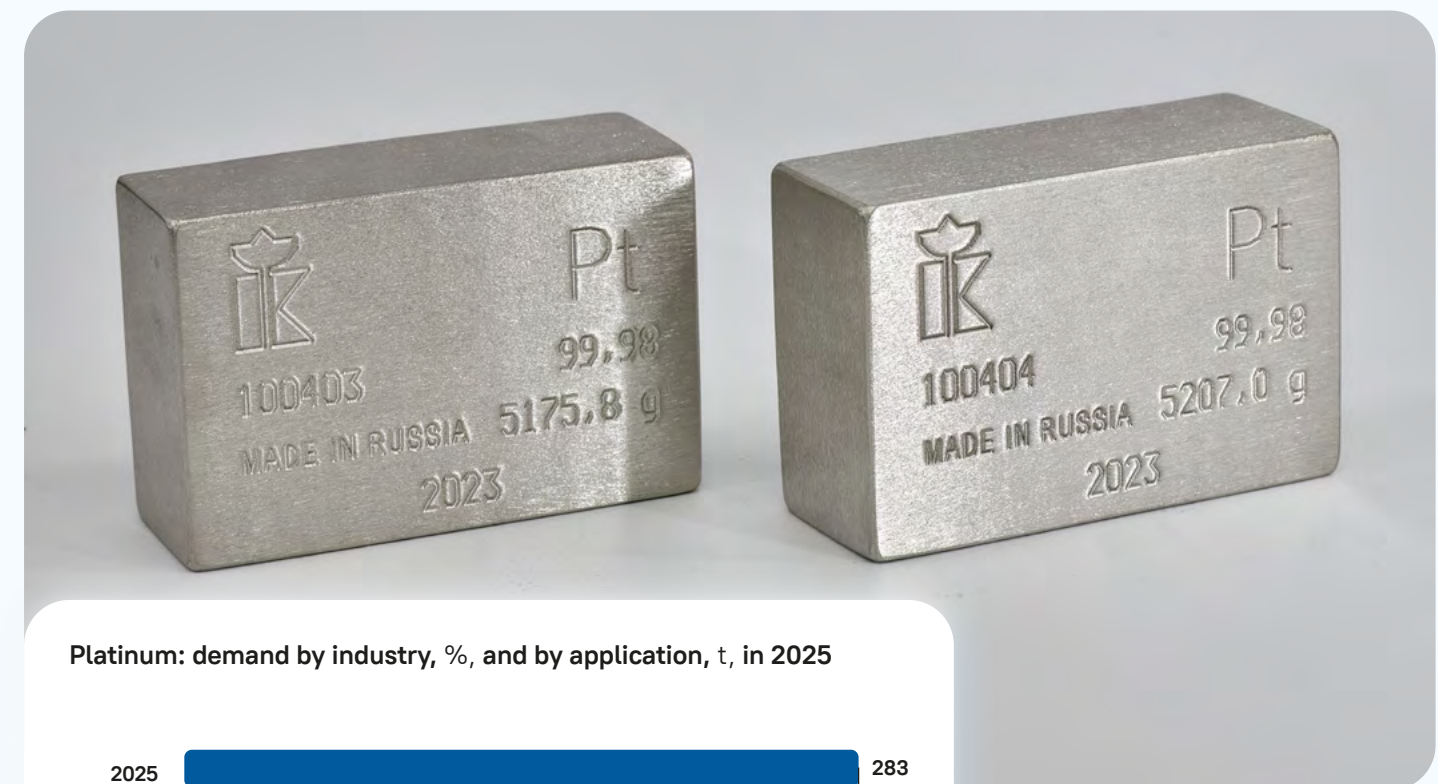 Pt
99,98
100403
5175,8 g
MADE IN RUSSIA
2023
Pt
99,98
100404
5207,0 g
MADE IN RUSSIA
2023
Platinum: demand by industry, %, and by application, t, in 2025
2025
283